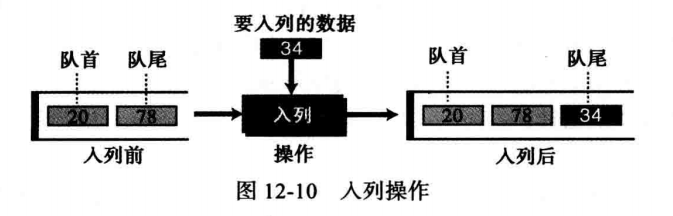 要入列的数据
34
队首 队尾 队首 队尾
20 78 入列 20 78 34
入列前 操作 入列后
图 12-10 入列操作